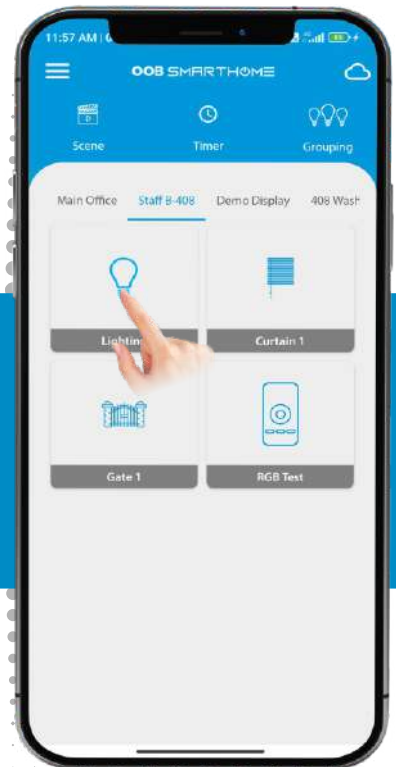 11:57 AM
OOB SMARTHOME
Scene Timer Grouping
Main Office Staff B-408 Demo Display 408 Wash
Curtain 1
Gate 1 RGB Test